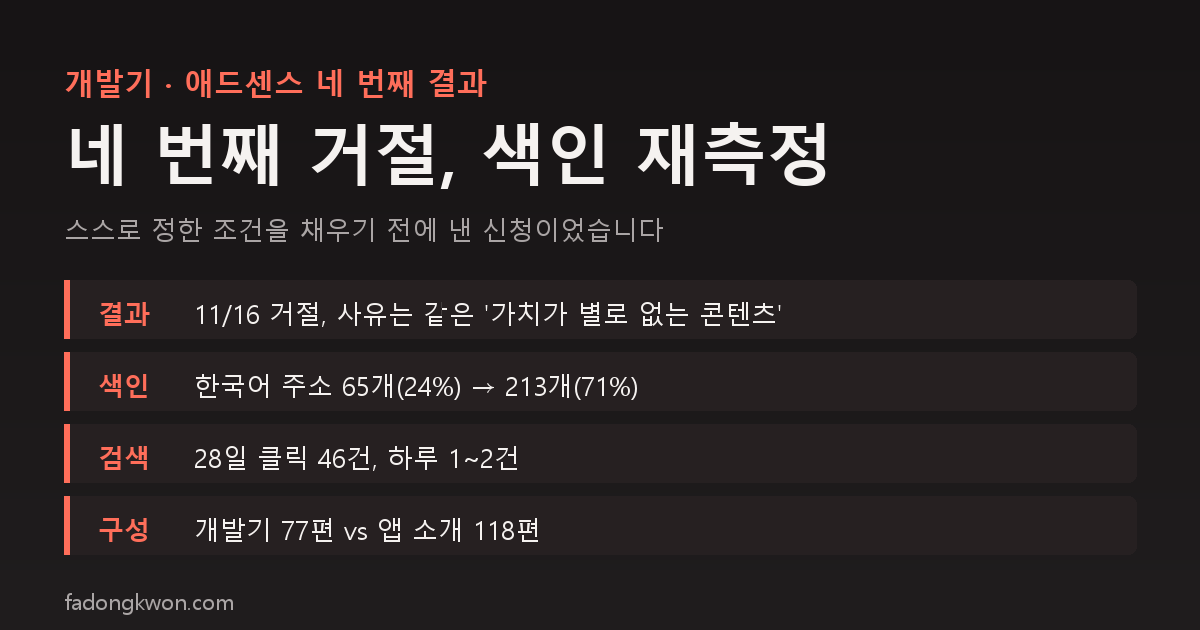 개발기 · 애드센스 네 번째 결과
네 번째 거절, 색인 재측정
스스로 정한 조건을 채우기 전에 낸 신청이었습니다
결과 11/16 거절, 사유는 같은 '가치가 별로 없는 콘텐츠'
색인 한국어 주소 65개(24%) → 213개(71%)
검색 28일 클릭 46건, 하루 1~2건
구성 개발기 77편 vs 앱 소개 118편
fadongkwon.com